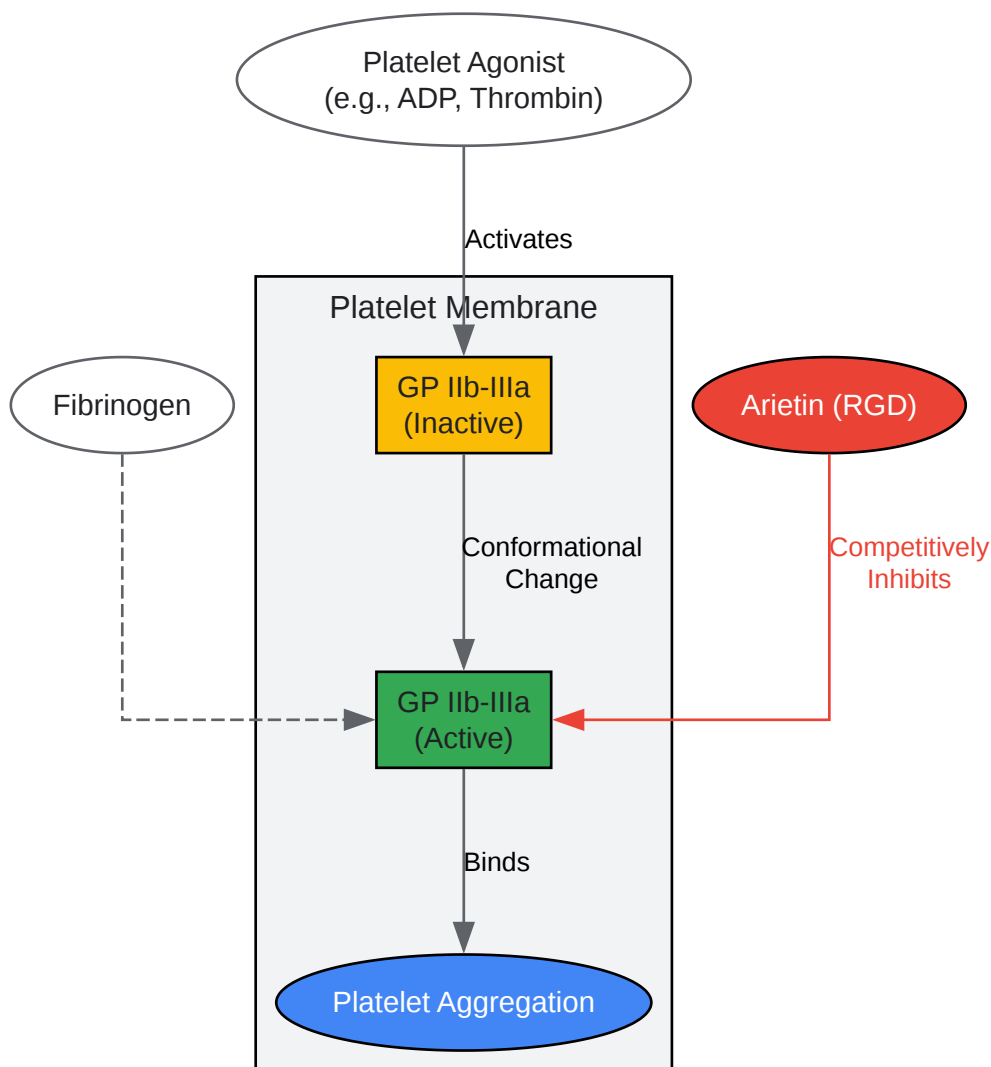 Platelet Agonist
(e.g., ADP, Thrombin)
Activates
Platelet Membrane
Fibrinogen
GP IIb-IIIa
(Inactive)
Arietin (RGD)
Conformational
Change
Competitively
Inhibits
GP IIb-IIIa
(Active)
Binds
Platelet Aggregation